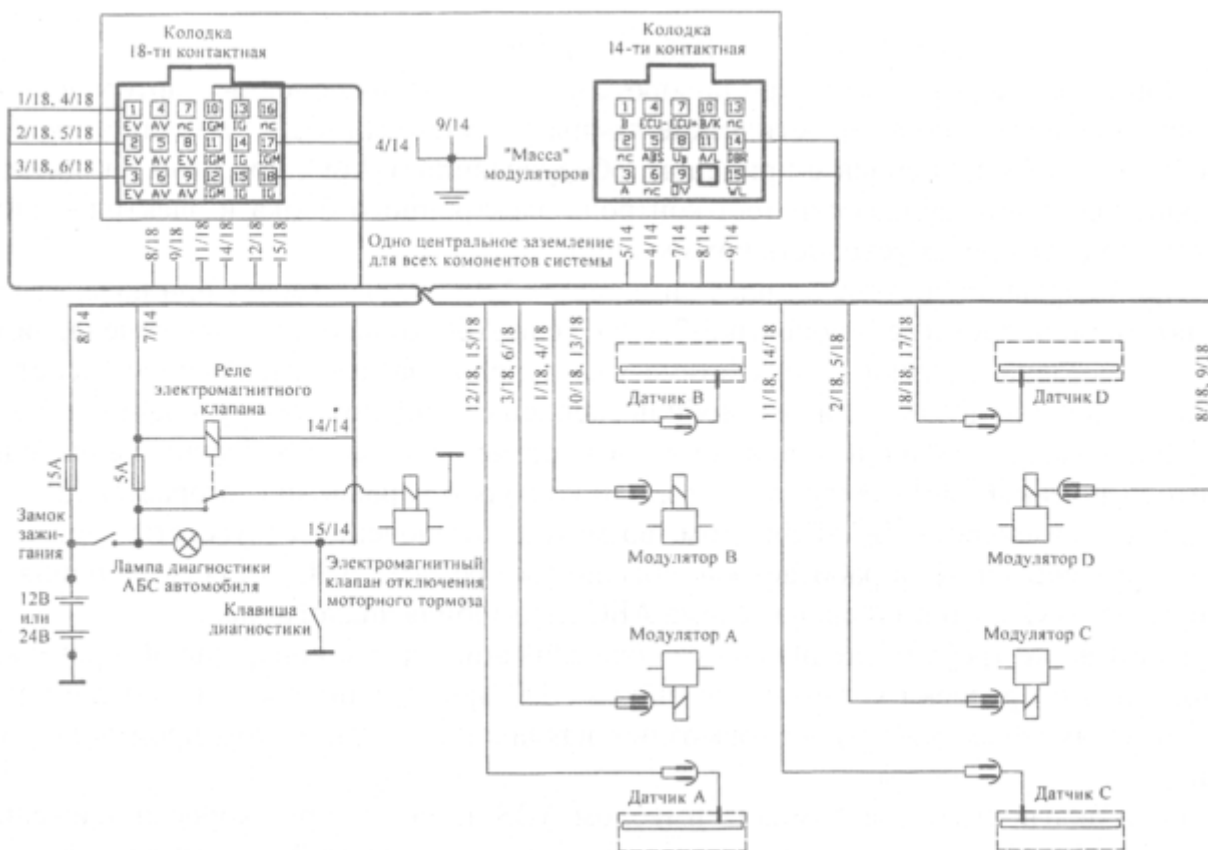 Колодка
18-ти контактная
Колодка
14-ти контактная
1/18, 4/18
2/18, 5/18
3/18, 6/18
1 4 7 10 13 16
EV AV nc IGM IG nc
2 5 8 11 14 17
EV AV EV IGM IG IGM
3 6 9 12 15 18
EV AV AV IGM IG IG
4/14
9/14
"Масса"
модуляторов
1 4 7 10 13
B ECU- ECU+ B/K nc
2 5 8 11 14
nc ABS UB A/L DBR
3 6 9 15
A nc 0V WL
8/18
9/18
11/18
14/18
12/18
15/18
Одно центральное заземление
для всех комонентов системы
5/14
4/14
7/14
8/14
9/14
8/14
7/14
12/18, 15/18
3/18, 6/18
1/18, 4/18
10/18, 13/18
11/18, 14/18
2/18, 5/18
18/18, 17/18
8/18, 9/18
Реле
электромагнитного
клапана
14/14
15А
5А
Замок
зажи-
гания
15/14
Лампа диагностики
АБС автомобиля
Электромагнитный
клапан отключения
моторного тормоза
12В
или
24В
Клавиша
диагностики
Датчик B
Датчик D
Модулятор B
Модулятор D
Модулятор A
Модулятор C
Датчик A
Датчик C